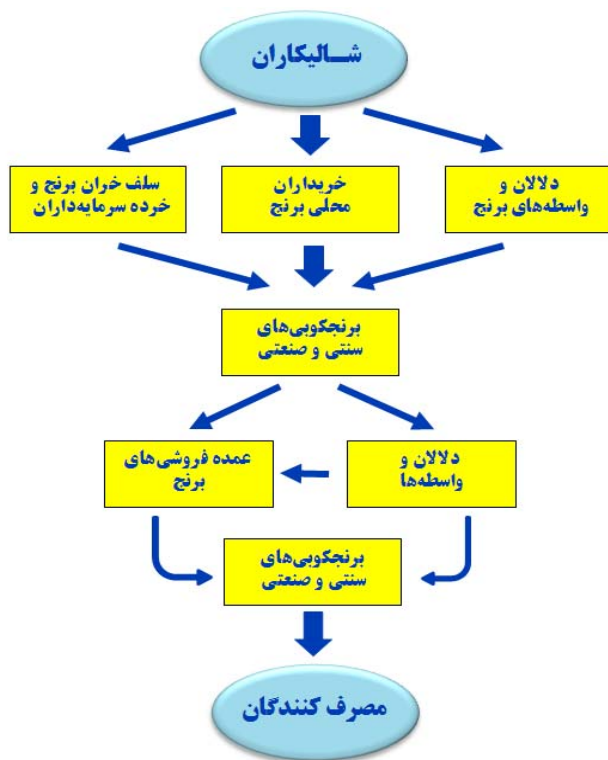 شــالیکاران
دلالان و
واسطه‌های برنج
خریداران
محلی برنج
سلف خران برنج و
خرده سرمایه‌داران
برنجکوبی‌های
سنتی و صنعتی
دلالان و
واسطه‌ها
عمده فروشی‌های
برنج
برنجکوبی‌های
سنتی و صنعتی
مصرف کنندگان